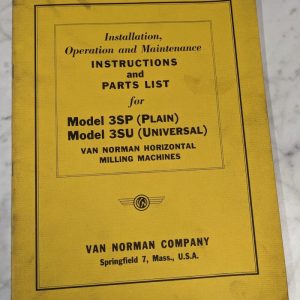 Installation,
Operation and Maintenance
INSTRUCTIONS
and
PARTS LIST
for
Model 3SP (PLAIN)
Model 3SU (UNIVERSAL)
VAN NORMAN HORIZONTAL
MILLING MACHINES
VAN NORMAN COMPANY
Springfield 7, Mass., U.S.A.